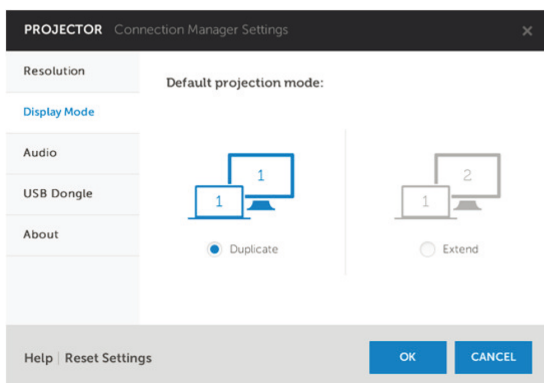 PROJECTOR Connection Manager Settings ×
Resolution
Display Mode
Audio
USB Dongle
About
Default projection mode:
1 1
1 2
Duplicate
Extend
Help | Reset Settings
OK
CANCEL